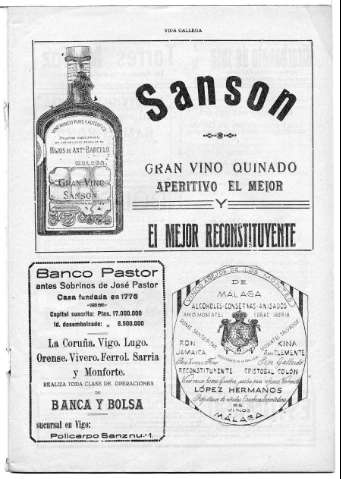 VIDA GALLEGA
Sanson
GRAN VINO QUINADO
APERITIVO EL MEJOR
Y
El MEJOR RECONSTITUYENTE
HIJOS DE ANT. BARCELO
MALAGA
GRAN VINO
SANSON
Banco Pastor
antes Sobrinos de José Pastor
Casa fundada en 1776
Capital suscrito: Ptas. 17.000.000
Id. desembolsado: » 8.500.000
La Coruña, Vigo, Lugo,
Orense, Vivero, Ferrol, Sarria
y Monforte.
REALIZA TODA CLASE DE OPERACIONES
DE
BANCA Y BOLSA
sucursal en Vigo:
Policarpo Sanz nu. 1.
DE
MALAGA
ALCOHOLES-CONSERVAS-ANISADOS
RON
JAMAICA
KINA
San CLEMENTE
RECONSTITUYENTE
CRISTOBAL COLON
LÓPEZ HERMANOS
DE
VINOS
MÁLAGA